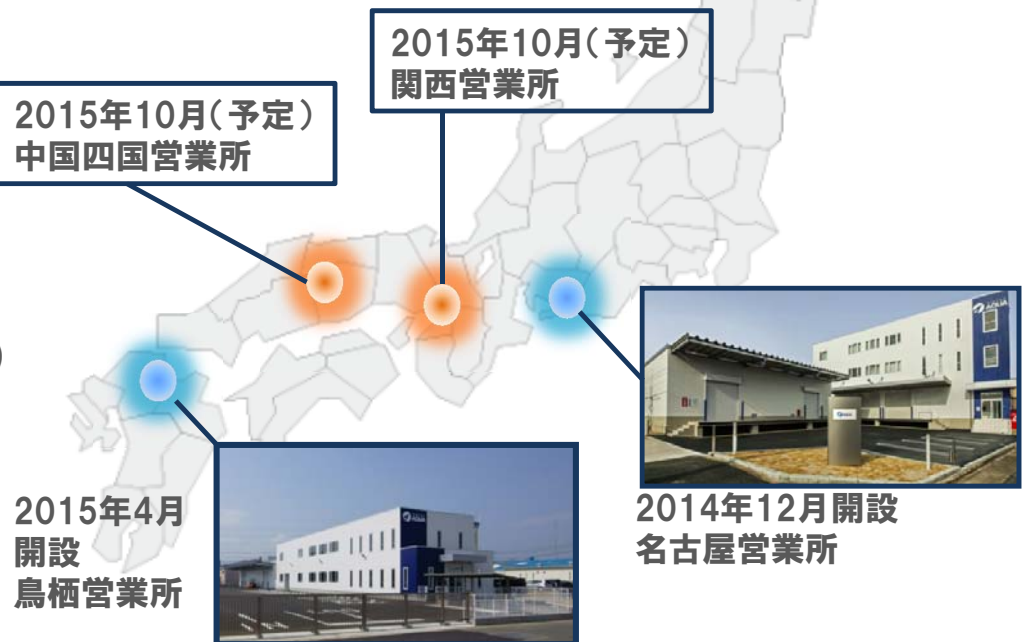 2015年10月(予定)
関西営業所
2015年10月(予定)
中国四国営業所
)
AQUA
2014年12月開設
名古屋営業所
2015年4月
開設
鳥栖営業所
AQUA